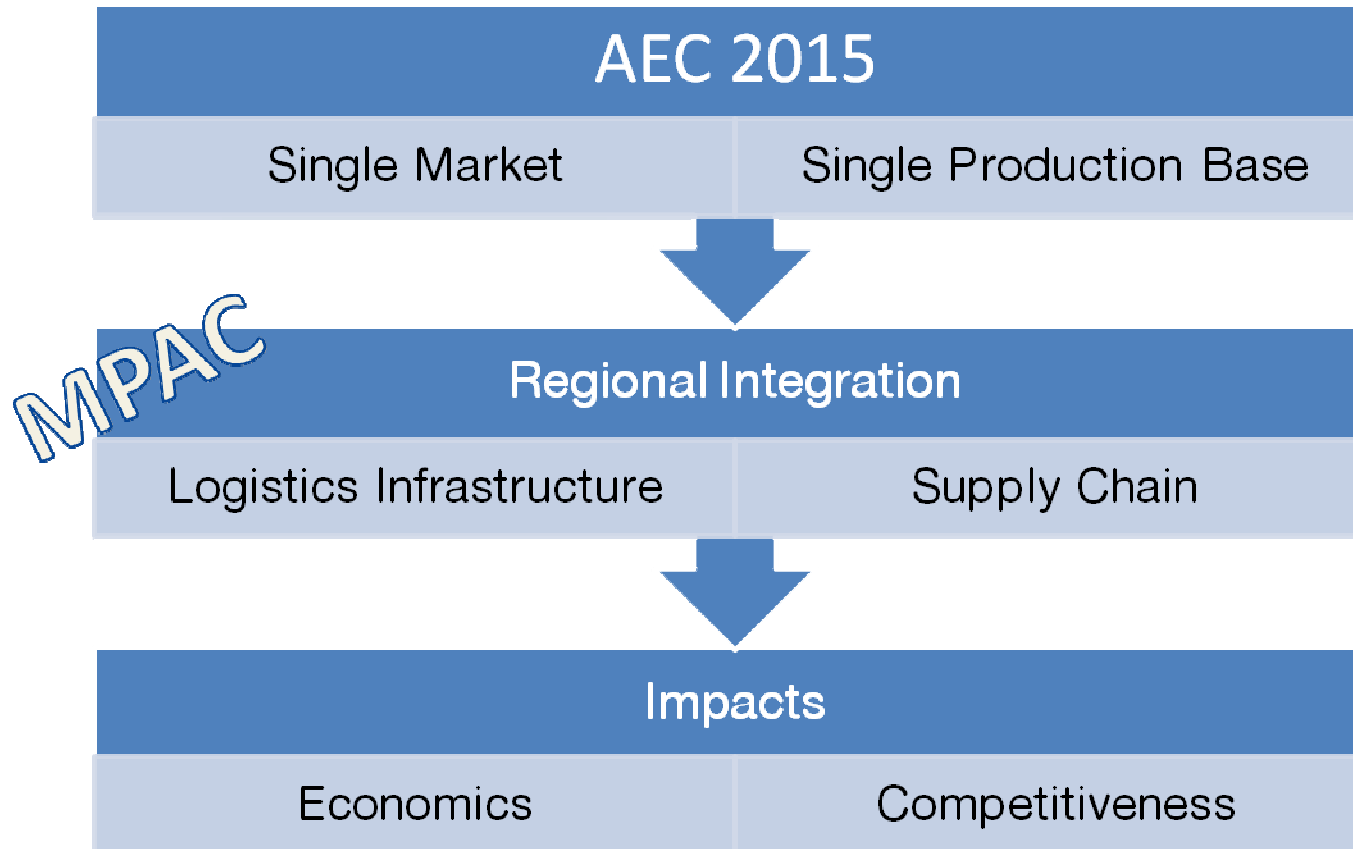 AEC 2015
Single Market
Single Production Base
MPAC
Regional Integration
Logistics Infrastructure
Supply Chain
Impacts
Economics
Competitiveness